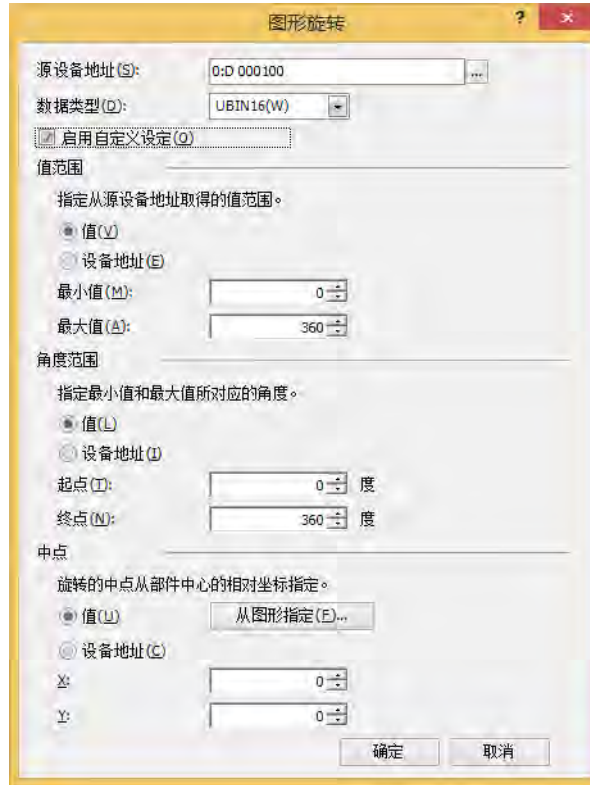 图形旋转 ? ×
源设备地址(S): 0:D 000100 ...
数据类型(D): UBIN16(W)
启用自定义设定(O)
值范围
指定从源设备地址取得的值范围。
值(V)
设备地址(E)
最小值(M): 0
最大值(A): 360
角度范围
指定最小值和最大值所对应的角度。
值(L)
设备地址(I)
起点(T): 0 度
终点(N): 360 度
中点
旋转的中点从部件中心的相对坐标指定。
值(U) 从图形指定(F)...
设备地址(C)
X: 0
Y: 0
确定 取消